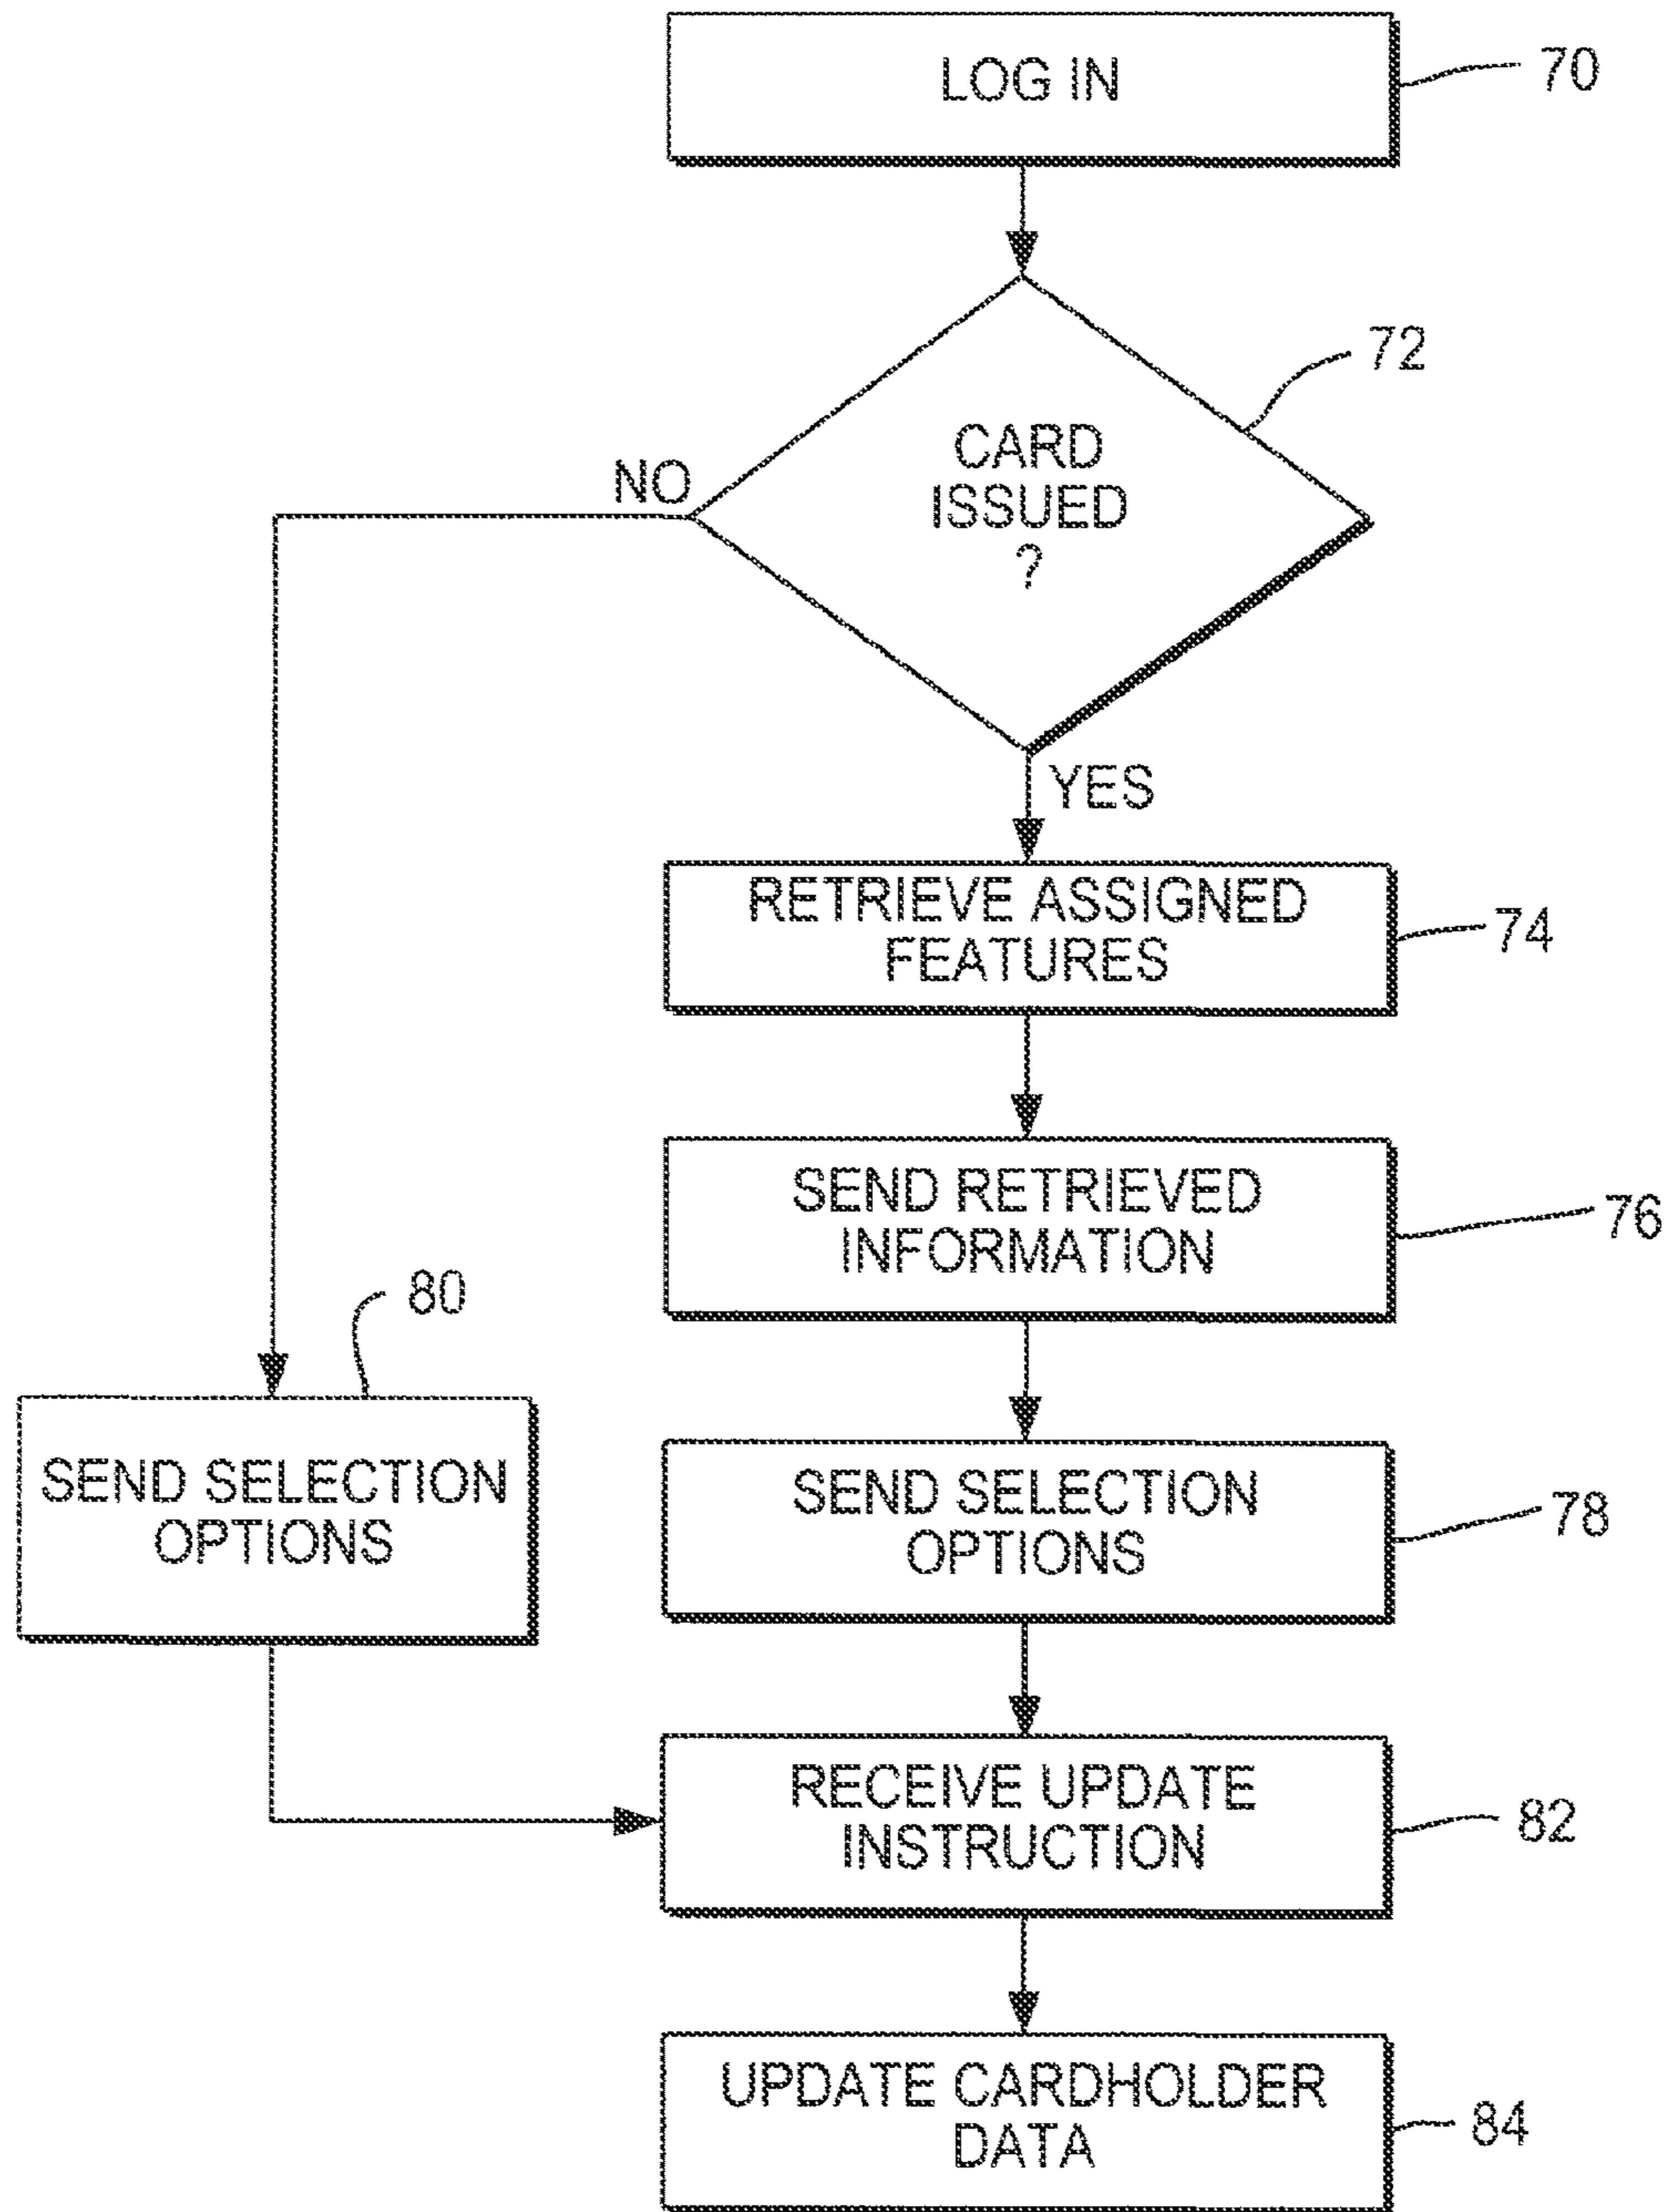 LOG IN
70
72
CARD
ISSUED
?
NO
YES
RETRIEVE ASSIGNED
FEATURES
74
SEND RETRIEVED
INFORMATION
76
80
SEND SELECTION
OPTIONS
SEND SELECTION
OPTIONS
78
RECEIVE UPDATE
INSTRUCTION
82
UPDATE CARDHOLDER
DATA
84